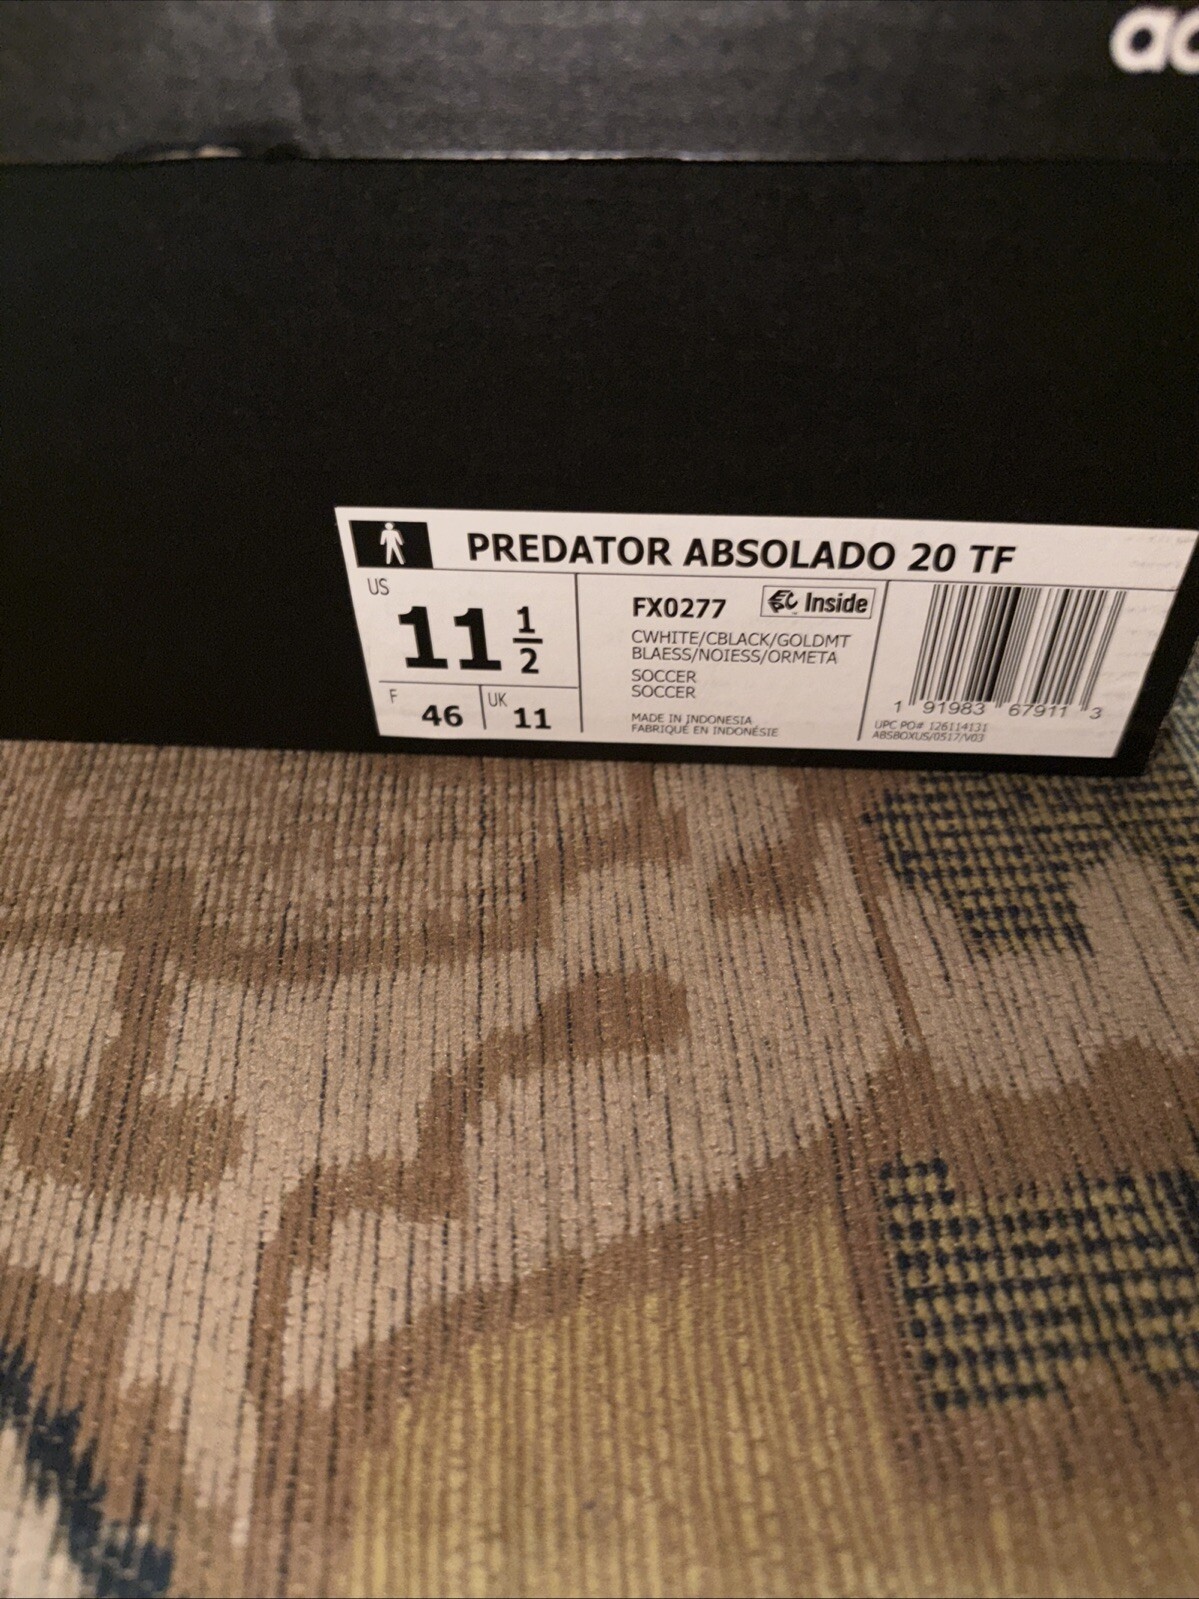 PREDATOR ABSOLADO 20 TF
US
11 1/2
F
46
UK
11
FX0277
Inside
CWHITE/CBLACK/GOLDMT
BLAESS/NOIESS/ORMETA
SOCCER
SOCCER
MADE IN INDONESIA
FABRIQUÉ EN INDONÉSIE
1 91983 67911 3
UPC PO# 126114131
ABSBOXUS/0517/V03